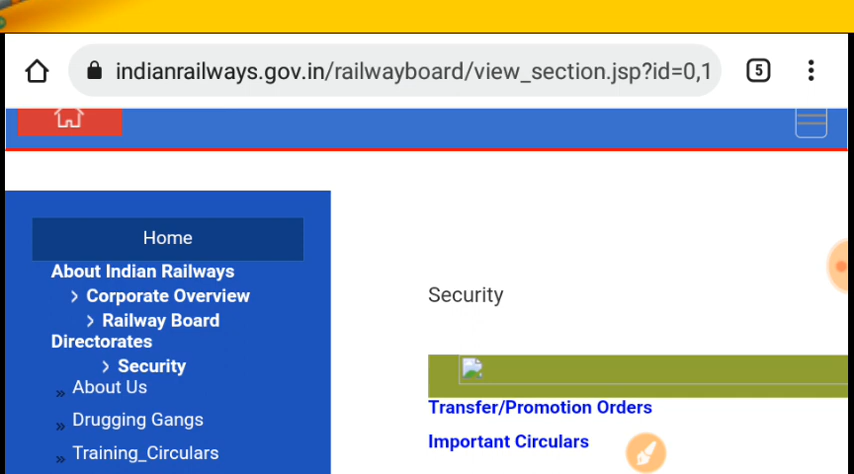 indianrailways.gov.in/railwayboard/view_section.jsp?id=0,1
5
Home
About Indian Railways
› Corporate Overview
› Railway Board
Directorates
› Security
» About Us
» Drugging Gangs
» Training_Circulars
Security
Transfer/Promotion Orders
Important Circulars